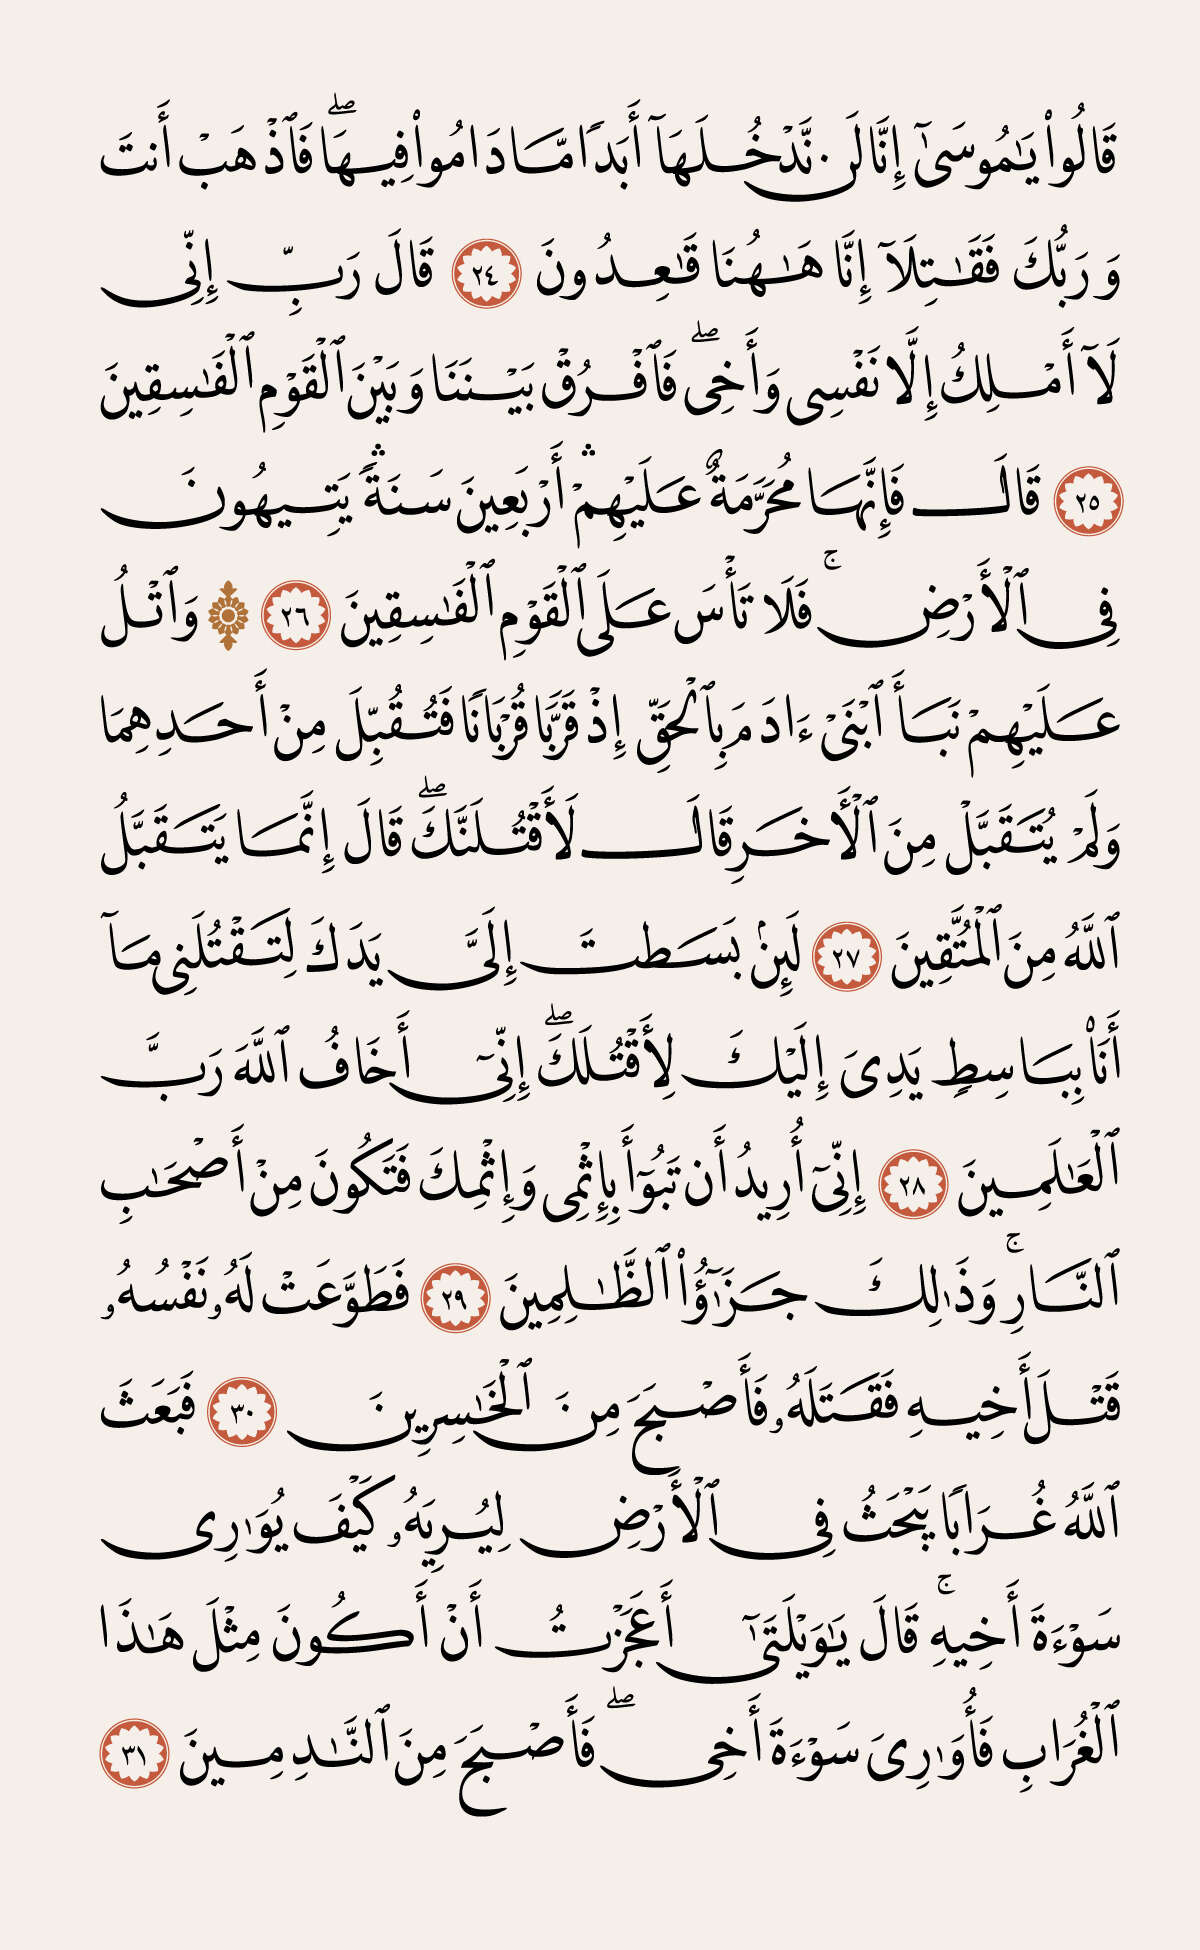 قَالُوا۟ يَـٰمُوسَىٰٓ إِنَّا لَن نَّدْخُلَهَآ أَبَدًا مَّا دَامُوا۟ فِيهَا ۖ فَٱذْهَبْ أَنتَ
وَرَبُّكَ فَقَـٰتِلَآ إِنَّا هَـٰهُنَا قَـٰعِدُونَ ٢٤ قَالَ رَبِّ إِنِّى
لَآ أَمْلِكُ إِلَّا نَفْسِى وَأَخِى ۖ فَٱفْرُقْ بَيْنَنَا وَبَيْنَ ٱلْقَوْمِ ٱلْفَـٰسِقِينَ
٢٥ قَالَ فَإِنَّهَا مُحَرَّمَةٌ عَلَيْهِمْ ۛ أَرْبَعِينَ سَنَةً ۛ يَتِيهُونَ
فِى ٱلْأَرْضِ ۚ فَلَا تَأْسَ عَلَى ٱلْقَوْمِ ٱلْفَـٰسِقِينَ ٢٦ ۞ وَٱتْلُ
عَلَيْهِمْ نَبَأَ ٱبْنَىْ ءَادَمَ بِٱلْحَقِّ إِذْ قَرَّبَا قُرْبَانًا فَتُقُبِّلَ مِنْ أَحَدِهِمَا
وَلَمْ يُتَقَبَّلْ مِنَ ٱلْأَخَرِ قَالَ لَأَقْتُلَنَّكَ ۖ قَالَ إِنَّمَا يَتَقَبَّلُ
ٱللَّهُ مِنَ ٱلْمُتَّقِينَ ٢٧ لَئِنۢ بَسَطتَ إِلَىَّ يَدَكَ لِتَقْتُلَنِى مَآ
أَنَا۠ بِبَاسِطٍ يَدِىَ إِلَيْكَ لِأَقْتُلَكَ ۖ إِنِّىٓ أَخَافُ ٱللَّهَ رَبَّ
ٱلْعَـٰلَمِينَ ٢٨ إِنِّىٓ أُرِيدُ أَن تَبُوٓأَ بِإِثْمِى وَإِثْمِكَ فَتَكُونَ مِنْ أَصْحَـٰبِ
ٱلنَّارِ ۚ وَذَٰلِكَ جَزَٰٓؤُا۟ ٱلظَّـٰلِمِينَ ٢٩ فَطَوَّعَتْ لَهُۥ نَفْسُهُۥ
قَتْلَ أَخِيهِ فَقَتَلَهُۥ فَأَصْبَحَ مِنَ ٱلْخَـٰسِرِينَ ٣٠ فَبَعَثَ
ٱللَّهُ غُرَابًا يَبْحَثُ فِى ٱلْأَرْضِ لِيُرِيَهُۥ كَيْفَ يُوَٰرِى
سَوْءَةَ أَخِيهِ ۚ قَالَ يَـٰوَيْلَتَىٰٓ أَعَجَزْتُ أَنْ أَكُونَ مِثْلَ هَـٰذَا
ٱلْغُرَابِ فَأُوَٰرِىَ سَوْءَةَ أَخِى ۖ فَأَصْبَحَ مِنَ ٱلنَّـٰدِمِينَ ٣١